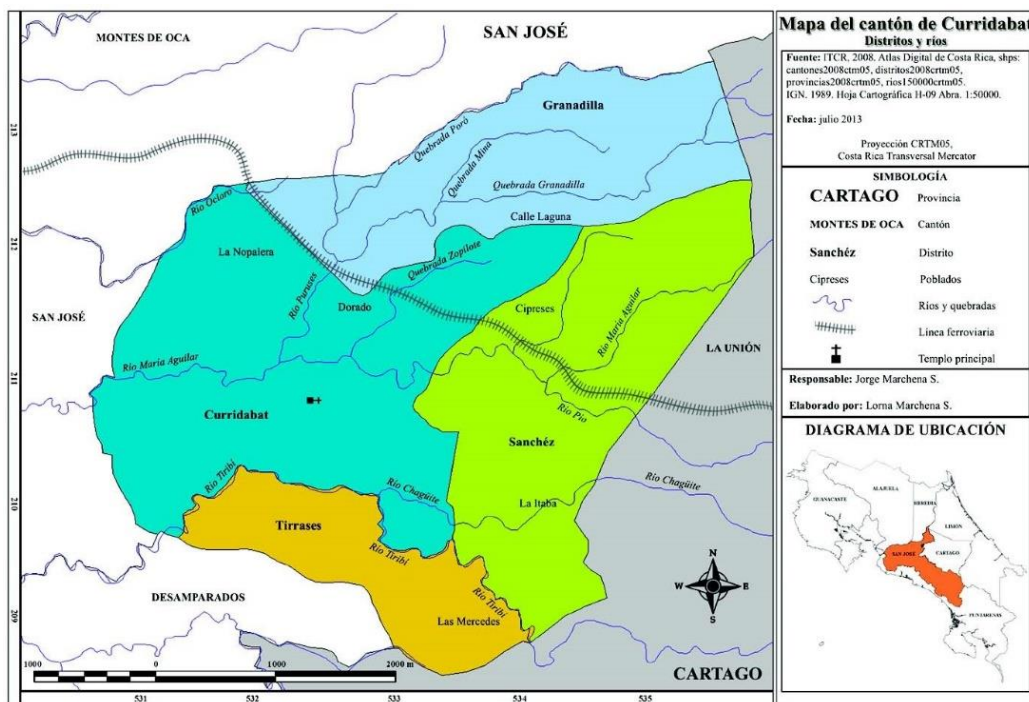 MONTES DE OCA
SAN JOSÉ
Granadilla
Quebrada Poró
Quebrada Mina
Quebrada Granadilla
Calle Laguna
Río Ocloro
La Nopalera
Quebrada Zopilote
Río Puruses
Dorado
Cipreses
Río María Aguilar
SAN JOSÉ
LA UNIÓN
Río María Aguilar
Río Pío
Curridabat
Sanchéz
Río Tiribí
Río Chagüite
La Itaba
Río Chagüite
Tirrases
Río Tiribí
Río Tiribí
DESAMPARADOS
Las Mercedes
CARTAGO
N
W
E
S
1000
0
1000
2000 m
213
212
211
210
209
531
532
533
534
535
Mapa del cantón de Curridabat
Distritos y ríos
Fuente: ITCR, 2008. Atlas Digital de Costa Rica, shps:
cantones2008ctm05, distritos2008crtm05,
provincias2008crtm05, rios150000crtm05.
IGN. 1989. Hoja Cartográfica H-09 Abra. 1:50000.
Fecha: julio 2013
Proyección CRTM05,
Costa Rica Transversal Mercator
SIMBOLOGÍA
CARTAGO Provincia
MONTES DE OCA Cantón
Sanchéz Distrito
Cipreses Poblados
Ríos y quebradas
Línea ferroviaria
Templo principal
Responsable: Jorge Marchena S.
Elaborado por: Lorna Marchena S.
DIAGRAMA DE UBICACIÓN
GUANACASTE
ALAJUELA
HEREDIA
LIMÓN
SAN JOSÉ
CARTAGO
PUNTARENAS